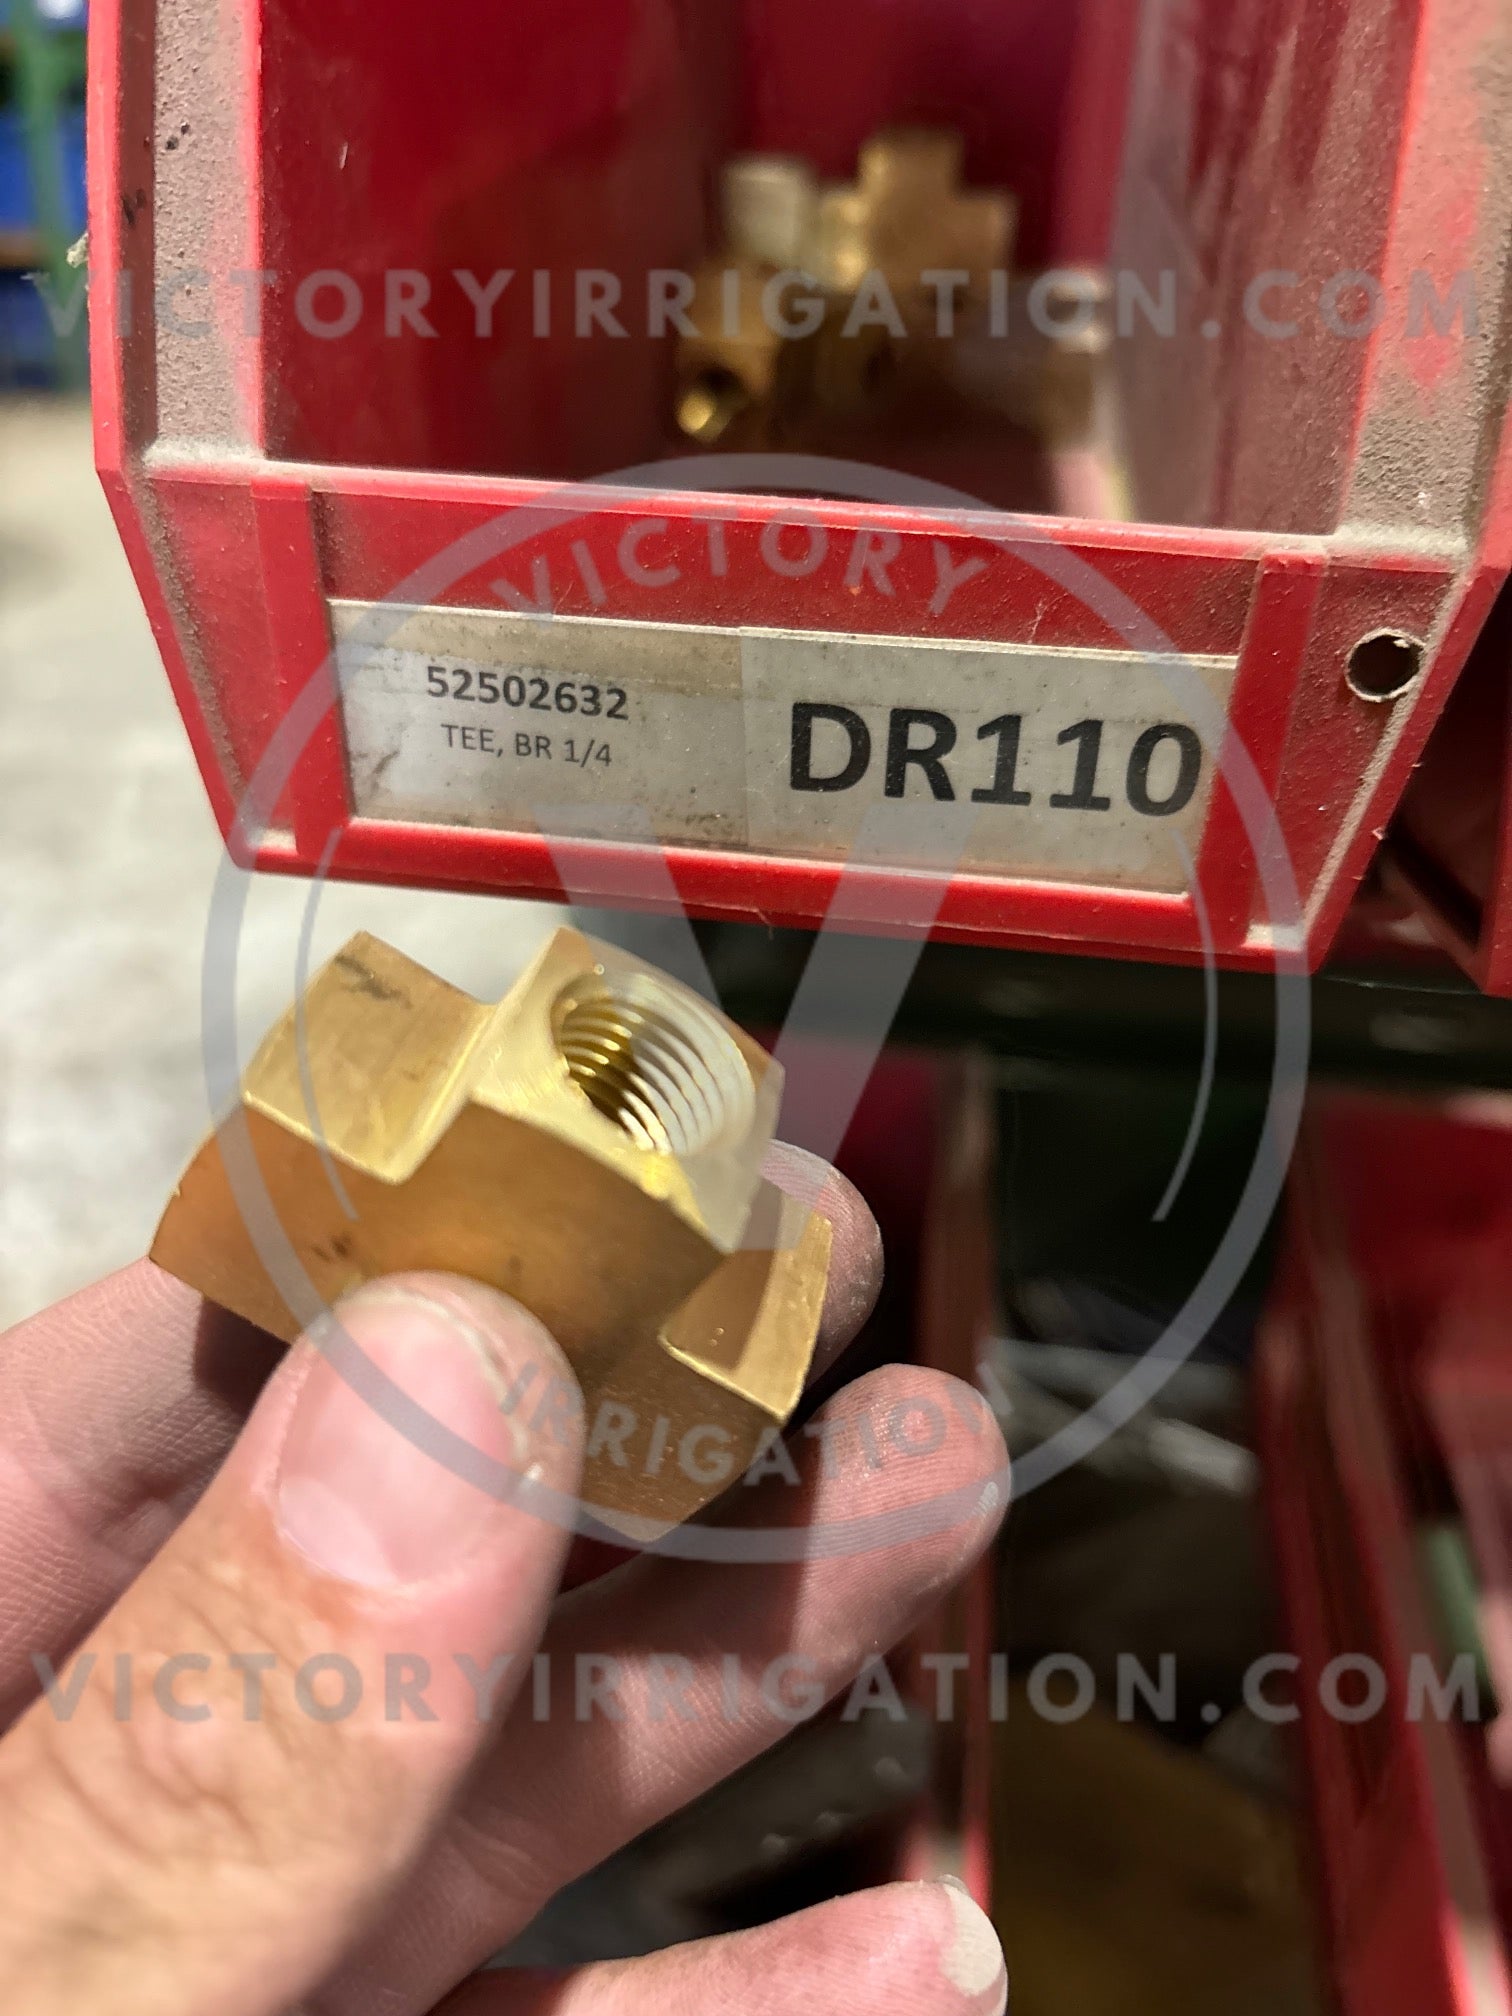 VICTORYIRRIGATION.COM
VICTORY
52502632
TEE, BR 1/4
DR110
IRRIGATION
VICTORYIRRIGATION.COM